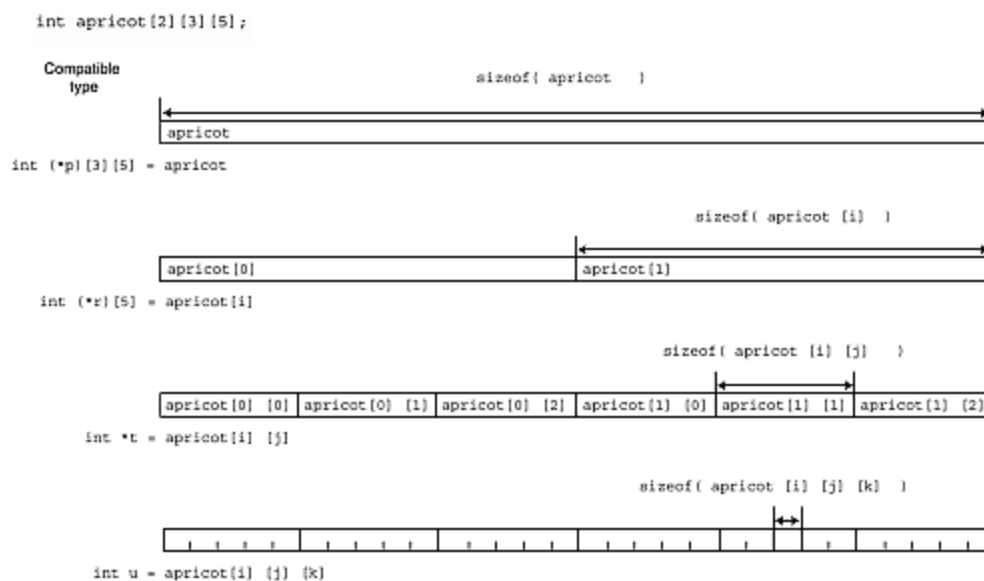 int apricot[2][3][5];
Compatible
type
sizeof( apricot )
apricot
int (*p)[3][5] = apricot
sizeof( apricot [i] )
apricot[0] apricot[1]
int (*r)[5] = apricot[i]
sizeof( apricot [i] [j] )
apricot[0] [0] apricot[0] [1] apricot[0] [2] apricot[1] [0] apricot[1] [1] apricot[1] [2]
int *t = apricot[i] [j]
sizeof( apricot [i] [j] [k] )
int u = apricot[i] [j] [k]